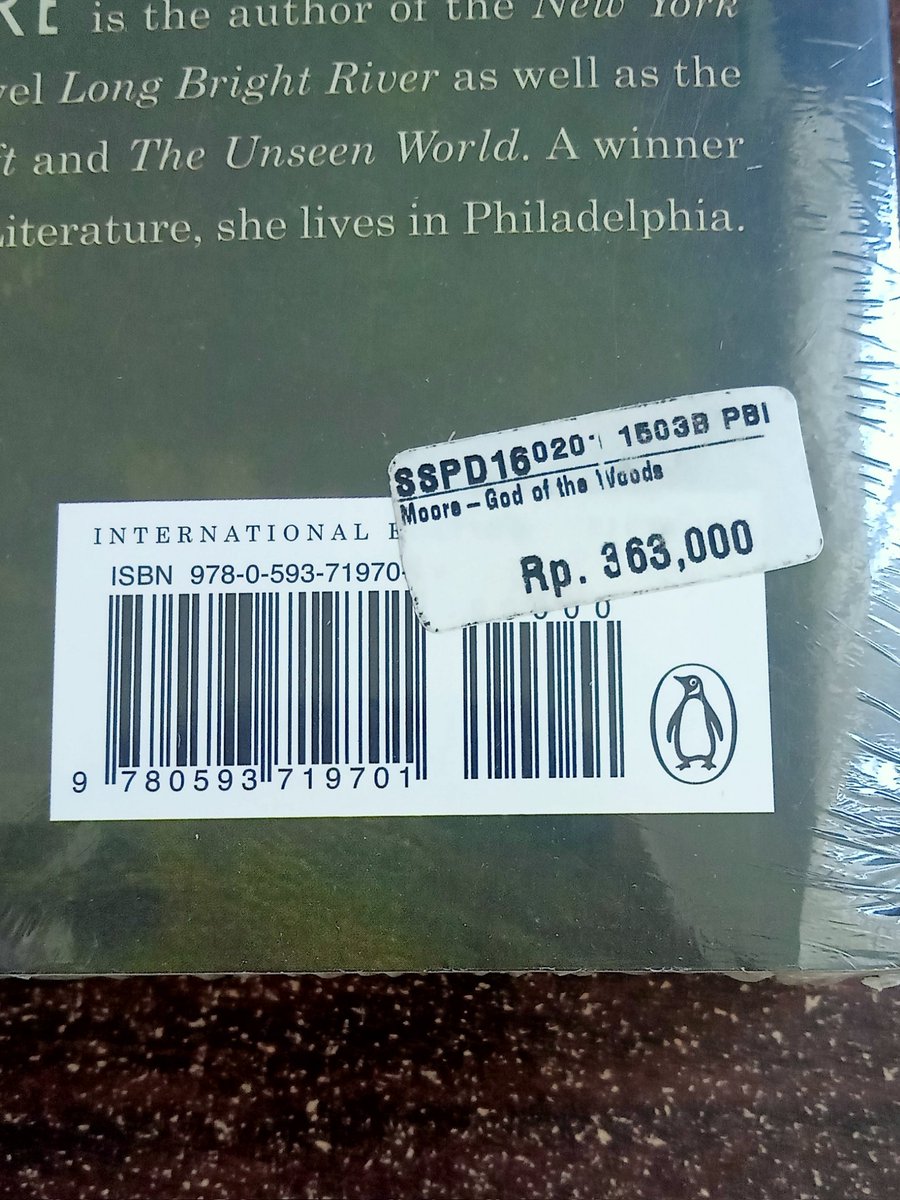 RE is the author of the New York
vel Long Bright River as well as the
ft and The Unseen World. A winner
Literature, she lives in Philadelphia.
SSPD16020 1503B PBI
Moore-God of the Woods
Rp. 363,000
INTERNATIONAL E
ISBN 978-0-593-71970-
9 780593 719701